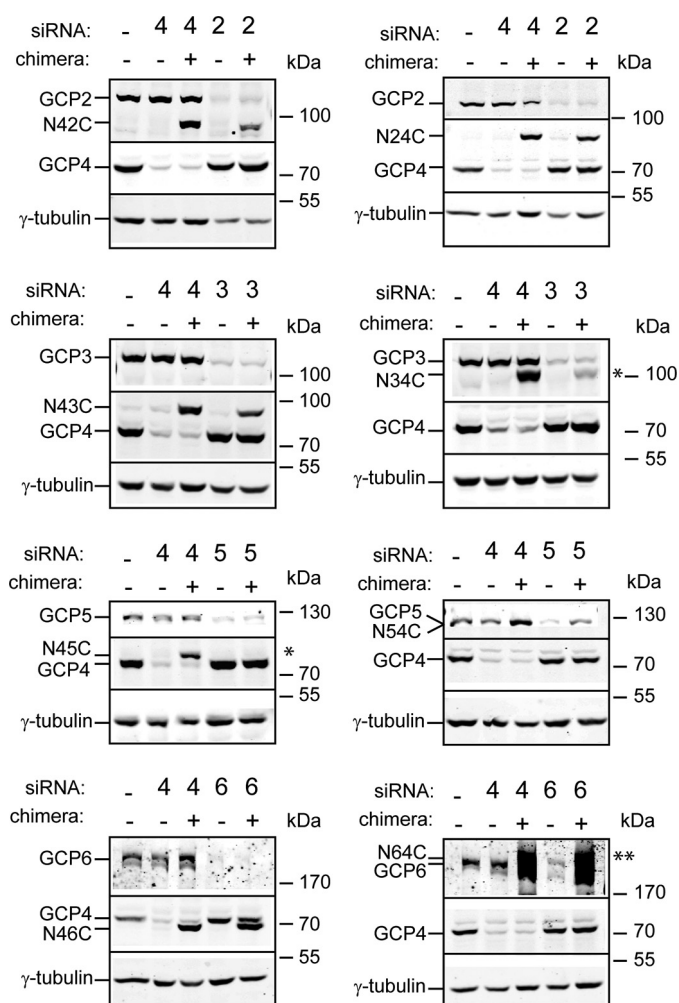 siRNA: - 4 4 2 2
chimera: - - + - + kDa
GCP2
N42C
100
GCP4
70
55
γ-tubulin
siRNA: - 4 4 2 2
chimera: - - + - + kDa
GCP2
100
N24C
GCP4
70
55
γ-tubulin
siRNA: - 4 4 3 3
chimera: - - + - + kDa
GCP3
100
N43C
100
GCP4
70
55
γ-tubulin
siRNA: - 4 4 3 3
chimera: - - + - + kDa
GCP3
N34C
* 100
GCP4
70
55
γ-tubulin
siRNA: - 4 4 5 5
chimera: - - + - + kDa
GCP5
130
N45C
*
GCP4
70
55
γ-tubulin
siRNA: - 4 4 5 5
chimera: - - + - + kDa
GCP5
130
N54C
GCP4
70
55
γ-tubulin
siRNA: - 4 4 6 6
chimera: - - + - + kDa
GCP6
170
GCP4
70
N46C
55
γ-tubulin
siRNA: - 4 4 6 6
chimera: - - + - + kDa
N64C
**
GCP6
170
GCP4
70
55
γ-tubulin